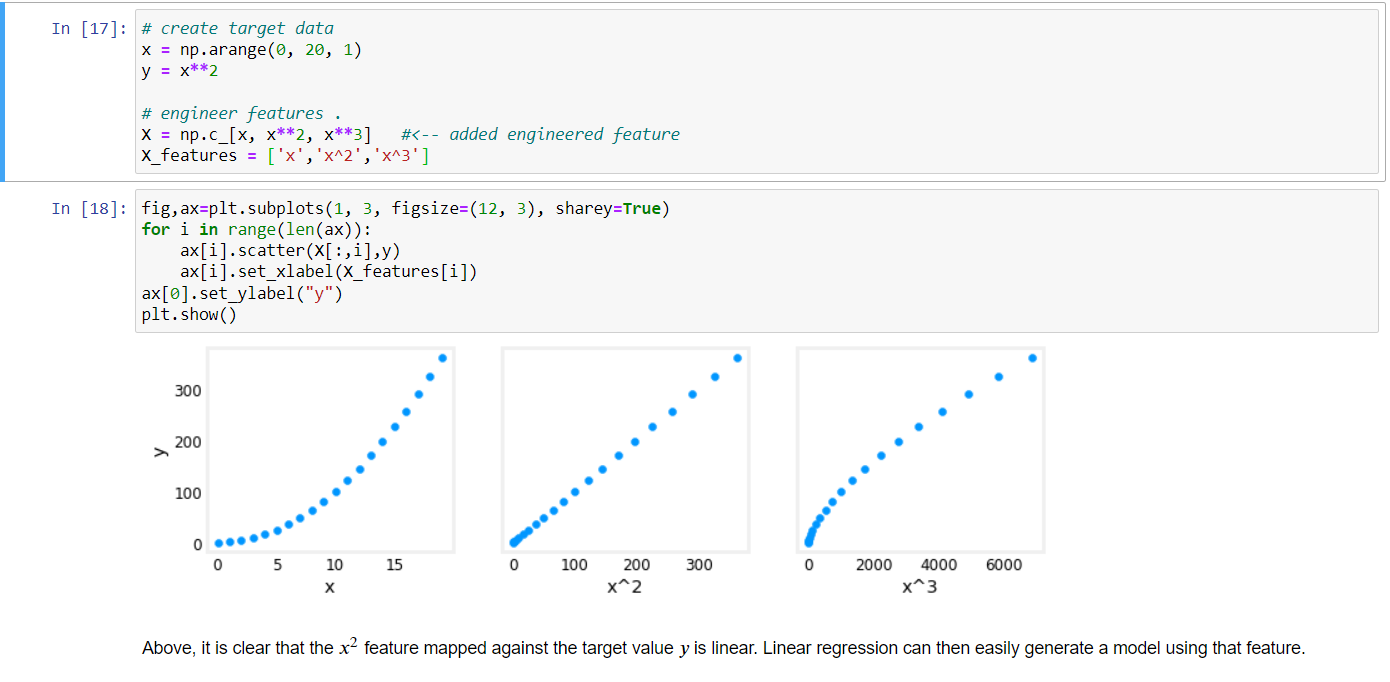 In [17]: # create target data
x = np.arange(0, 20, 1)
y = x**2
# engineer features .
X = np.c_[x, x**2, x**3]   #<-- added engineered feature
X_features = ['x','x^2','x^3']
In [18]: fig,ax=plt.subplots(1, 3, figsize=(12, 3), sharey=True)
for i in range(len(ax)):
    ax[i].scatter(X[:,i],y)
    ax[i].set_xlabel(X_features[i])
ax[0].set_ylabel("y")
plt.show()
300
200
100
0
y
0 5 10 15
x
0 100 200 300
x^2
0 2000 4000 6000
x^3
Above, it is clear that the x² feature mapped against the target value y is linear. Linear regression can then easily generate a model using that feature.